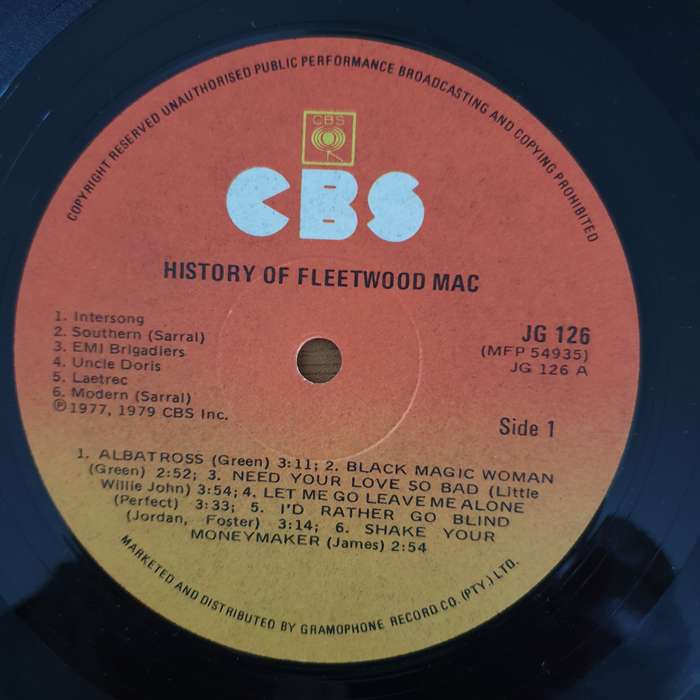 COPYRIGHT RESERVED UNAUTHORISED PUBLIC PERFORMANCE BROADCASTING AND COPYING PROHIBITED
CBS
CBS
HISTORY OF FLEETWOOD MAC
1. Intersong
2. Southern (Sarral)
3. EMI Brigadiers
4. Uncle Doris
5. Laetrec
6. Modern (Sarral)
℗1977, 1979 CBS Inc.
JG 126
(MFP 54935)
JG 126 A
Side 1
1. ALBATROSS (Green) 3:11; 2. BLACK MAGIC WOMAN
(Green) 2:52; 3. NEED YOUR LOVE SO BAD (Little
Willie John) 3:54; 4. LET ME GO LEAVE ME ALONE
(Perfect) 3:33; 5. I'D RATHER GO BLIND
(Jordan, Foster) 3:14; 6. SHAKE YOUR
MONEYMAKER (James) 2:54
MARKETED AND DISTRIBUTED BY GRAMOPHONE RECORD CO. (PTY.) LTD.